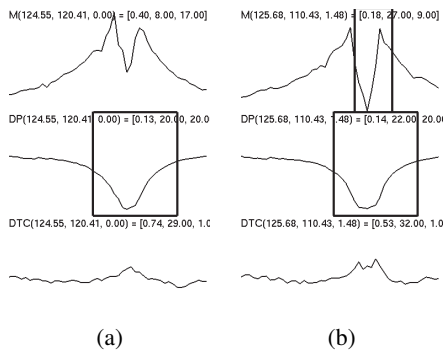 M(124.55, 120.41, 0.00) = [0.40, 8.00, 17.00]
M(125.68, 110.43, 1.48) = [0.18, 27.00, 9.00]
DP(124.55, 120.41, 0.00) = [0.13, 20.00, 20.0
DP(125.68, 110.43, 1.48) = [0.14, 22.00, 20.00
DTC(124.55, 120.41, 0.00) = [0.74, 29.00, 1.0
DTC(125.68, 110.43, 1.48) = [0.53, 32.00, 1.0
(a)
(b)